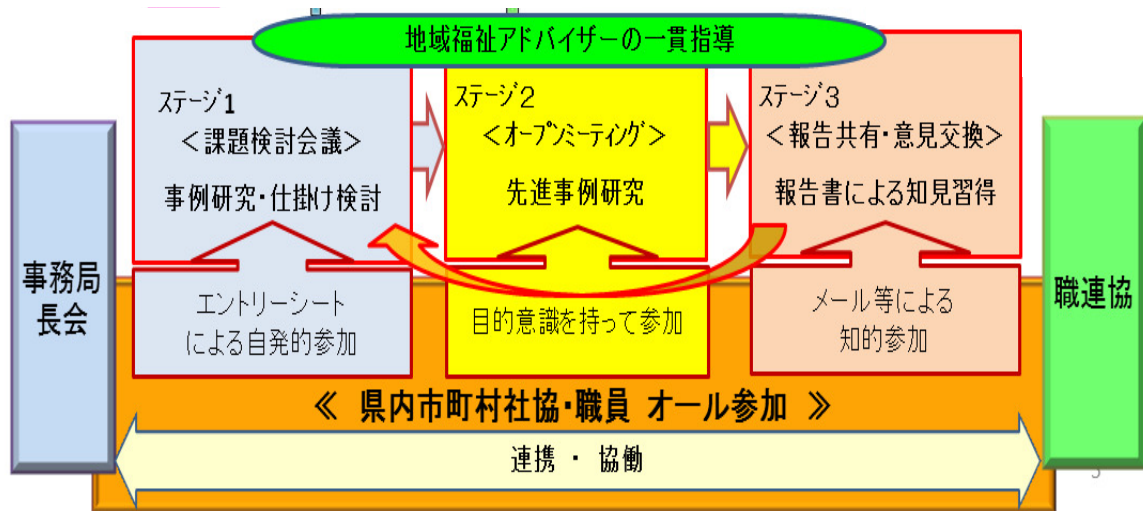 地域福祉アドバイザーの一貫指導
ｽﾃｰｼﾞ1
＜課題検討会議＞
事例研究・仕掛け検討
ｽﾃｰｼﾞ2
＜ｵｰﾌﾟﾝﾐｰﾃｨﾝｸﾞ＞
先進事例研究
ｽﾃｰｼﾞ3
＜報告共有・意見交換＞
報告書による知見習得
事務局
長会
エントリーシート
による自発的参加
目的意識を持って参加
メール等による
知的参加
職連協
≪ 県内市町村社協・職員 オール参加 ≫
連携 ・ 協働